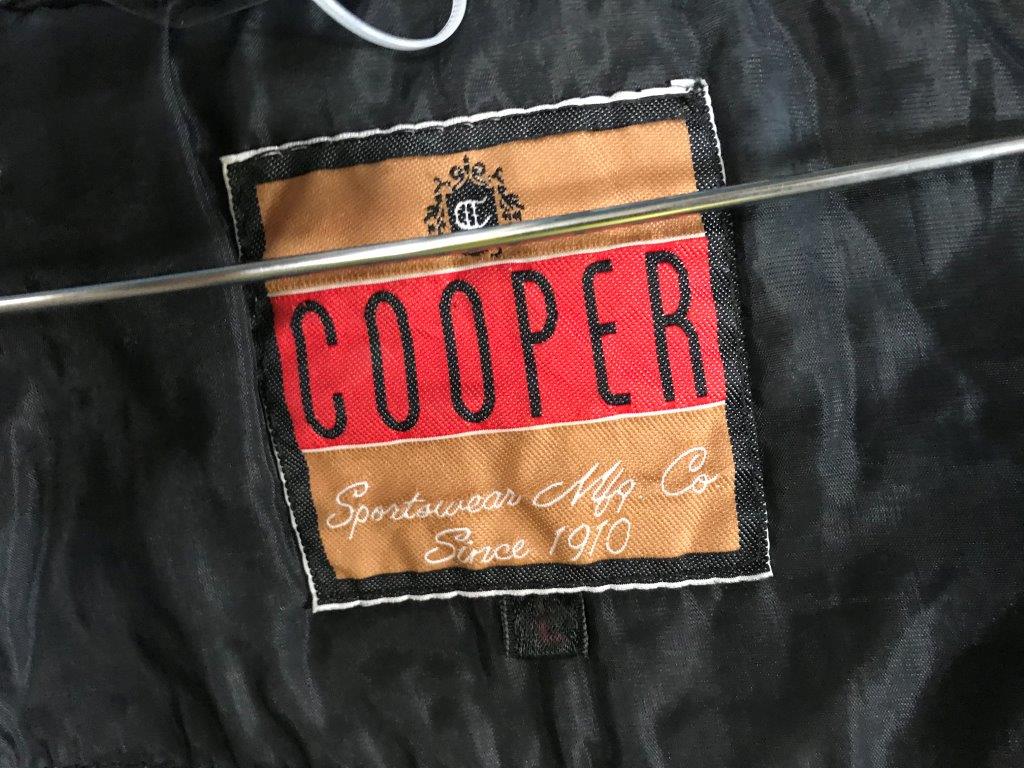 COOPER
Sportswear Mfg. Co
Since 1910
L